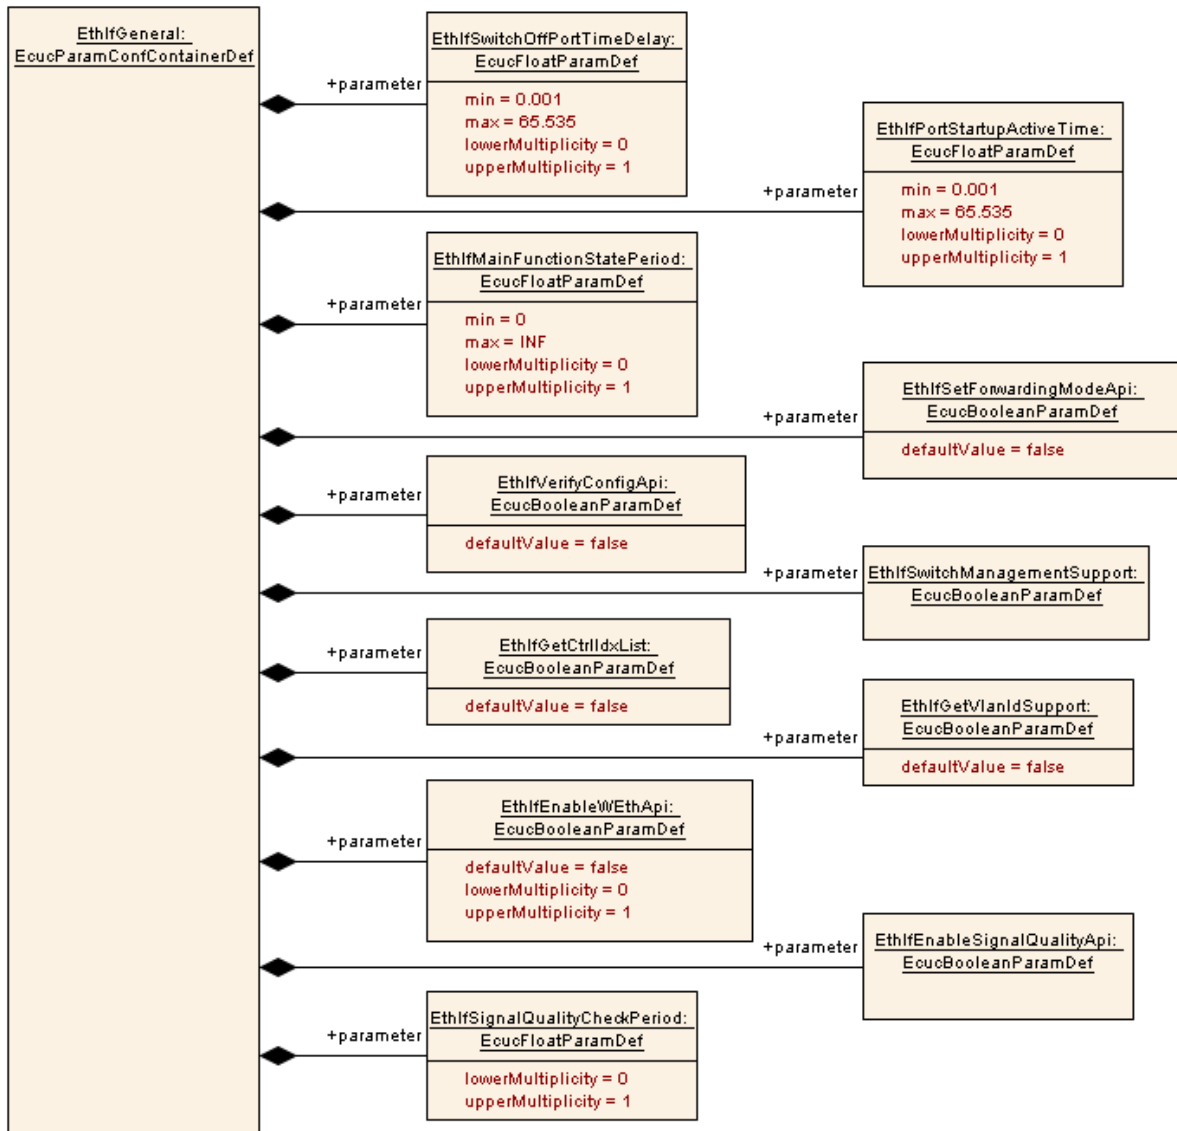 EthIfGeneral:
EcucParamConfContainerDef
+parameter
EthIfSwitchOffPortTimeDelay:
EcucFloatParamDef
min = 0.001
max = 65.535
lowerMultiplicity = 0
upperMultiplicity = 1
+parameter
EthIfPortStartupActiveTime:
EcucFloatParamDef
min = 0.001
max = 65.535
lowerMultiplicity = 0
upperMultiplicity = 1
+parameter
EthIfMainFunctionStatePeriod:
EcucFloatParamDef
min = 0
max = INF
lowerMultiplicity = 0
upperMultiplicity = 1
+parameter
EthIfSetForwardingModeApi:
EcucBooleanParamDef
defaultValue = false
+parameter
EthIfVerifyConfigApi:
EcucBooleanParamDef
defaultValue = false
+parameter
EthIfSwitchManagementSupport:
EcucBooleanParamDef
+parameter
EthIfGetCtrlIdxList:
EcucBooleanParamDef
defaultValue = false
+parameter
EthIfGetVlanIdSupport:
EcucBooleanParamDef
defaultValue = false
+parameter
EthIfEnableWEthApi:
EcucBooleanParamDef
defaultValue = false
lowerMultiplicity = 0
upperMultiplicity = 1
+parameter
EthIfEnableSignalQualityApi:
EcucBooleanParamDef
+parameter
EthIfSignalQualityCheckPeriod:
EcucFloatParamDef
lowerMultiplicity = 0
upperMultiplicity = 1